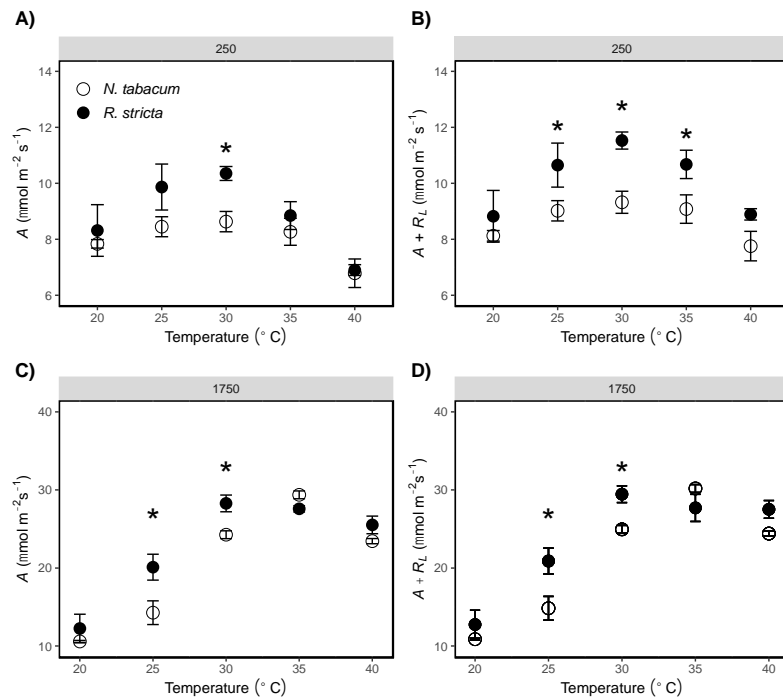 A)
250
14
12
10
8
6
A (mmol m⁻² s⁻¹)
○ N. tabacum
● R. stricta
*
20 25 30 35 40
Temperature (° C)
B)
250
14
12
10
8
6
A + R_L (mmol m⁻² s⁻¹)
* * *
20 25 30 35 40
Temperature (° C)
C)
1750
40
30
20
10
A (mmol m⁻²s⁻¹)
* *
20 25 30 35 40
Temperature (° C)
D)
1750
40
30
20
10
A + R_L (mmol m⁻²s⁻¹)
* *
20 25 30 35 40
Temperature (° C)